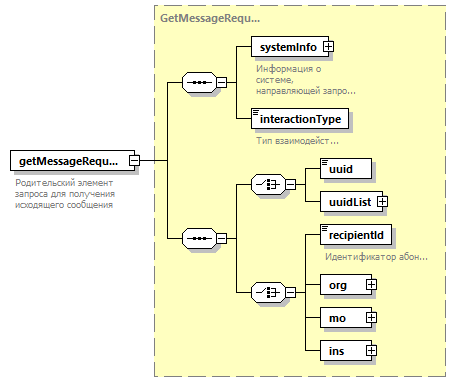 GetMessageRequ...
systemInfo
Информация о
системе,
направляющей запро...
interactionType
Тип взаимодейст...
getMessageRequ...
Родительский элемент
запроса для получения
исходящего сообщения
uuid
uuidList
recipientId
Идентификатор абон...
org
mo
ins